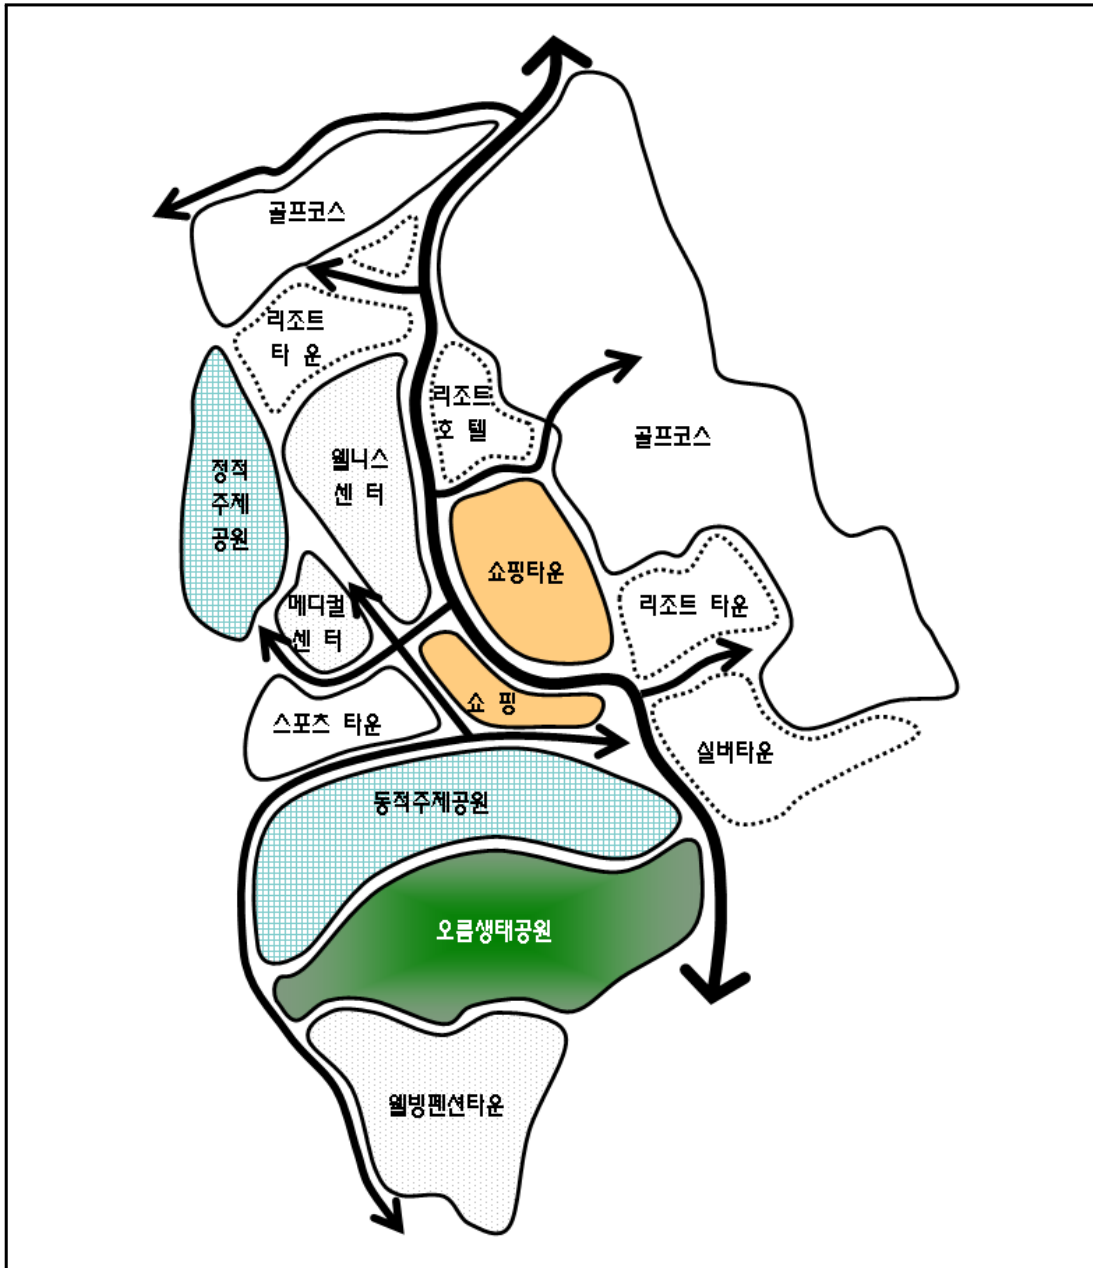 골프코스
리조트
타 운
리조트
호 텔
골프코스
웰니스
센 터
정적
주제
공원
쇼핑타운
메디컬
센 터
리조트 타운
쇼 핑
스포츠 타운
실버타운
동적주제공원
오름생태공원
웰빙펜션타운